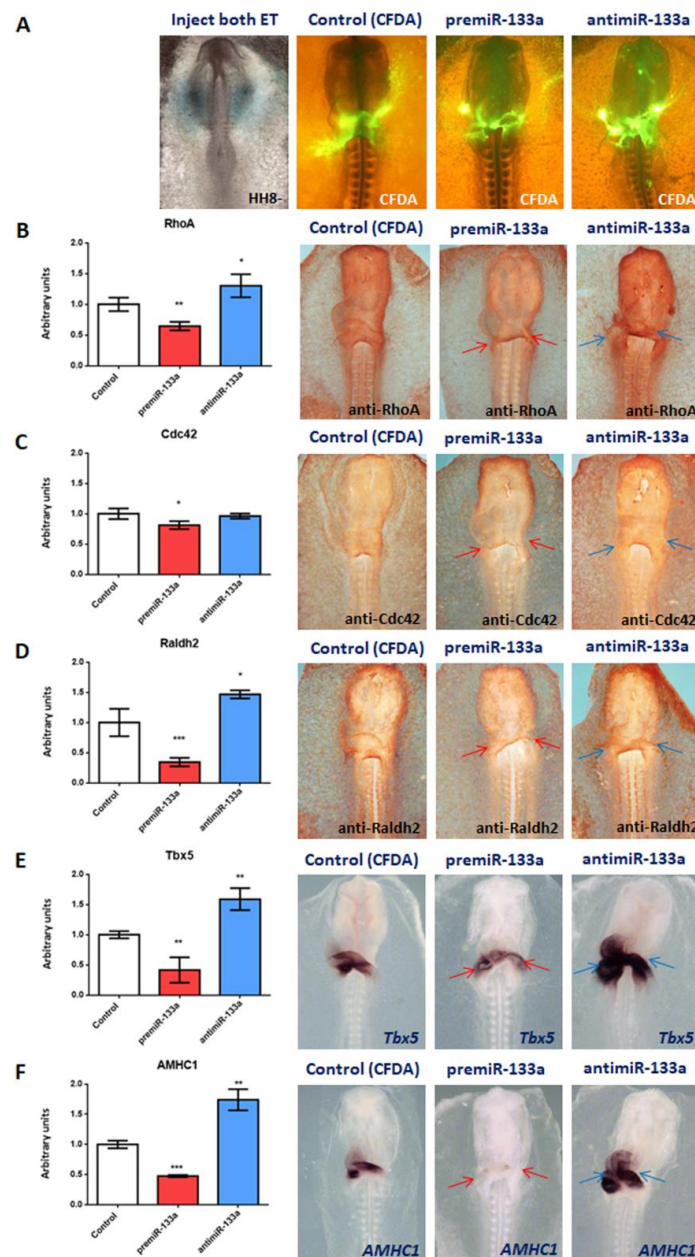 A
Inject both ET
Control (CFDA)
premiR-133a
antimiR-133a
HH8-
CFDA
CFDA
CFDA
B
RhoA
Arbitrary units
2.0
1.5
1.0
0.5
0.0
**
*
Control
premiR-133a
antimiR-133a
Control (CFDA)
premiR-133a
antimiR-133a
anti-RhoA
anti-RhoA
anti-RhoA
C
Cdc42
Arbitrary units
2.0
1.5
1.0
0.5
0.0
*
Control
premiR-133a
antimiR-133a
Control (CFDA)
premiR-133a
antimiR-133a
anti-Cdc42
anti-Cdc42
anti-Cdc42
D
Raldh2
Arbitrary units
2.0
1.5
1.0
0.5
0.0
***
*
Control
premiR-133a
antimiR-133a
Control (CFDA)
premiR-133a
antimiR-133a
anti-Raldh2
anti-Raldh2
anti-Raldh2
E
Tbx5
Arbitrary units
2.0
1.5
1.0
0.5
0.0
**
**
Control
premiR-133a
antimiR-133a
Control (CFDA)
premiR-133a
antimiR-133a
Tbx5
Tbx5
Tbx5
F
AMHC1
Arbitrary units
2.0
1.5
1.0
0.5
0.0
***
**
Control
premiR-133a
antimiR-133a
Control (CFDA)
premiR-133a
antimiR-133a
AMHC1
AMHC1
AMHC1